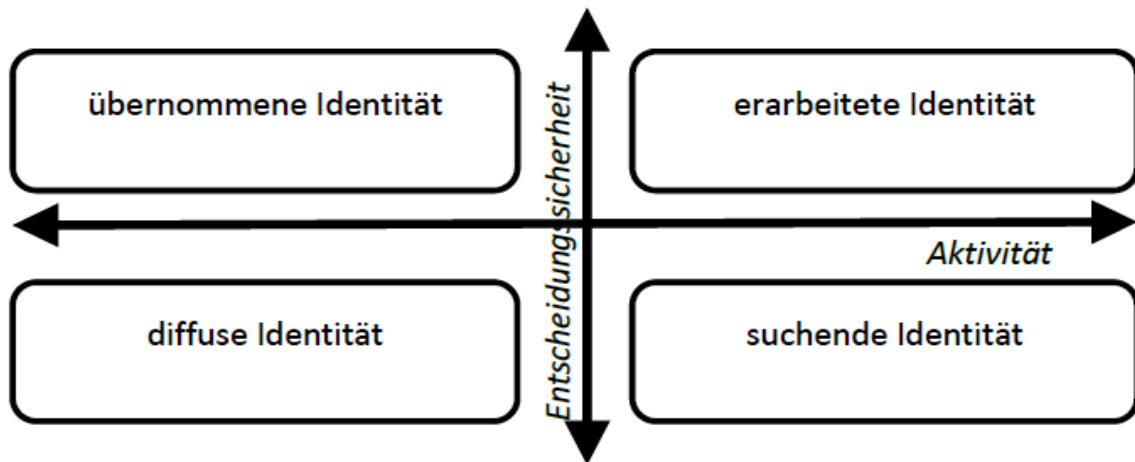 übernommene Identität
erarbeitete Identität
Entscheidungssicherheit
Aktivität
diffuse Identität
suchende Identität